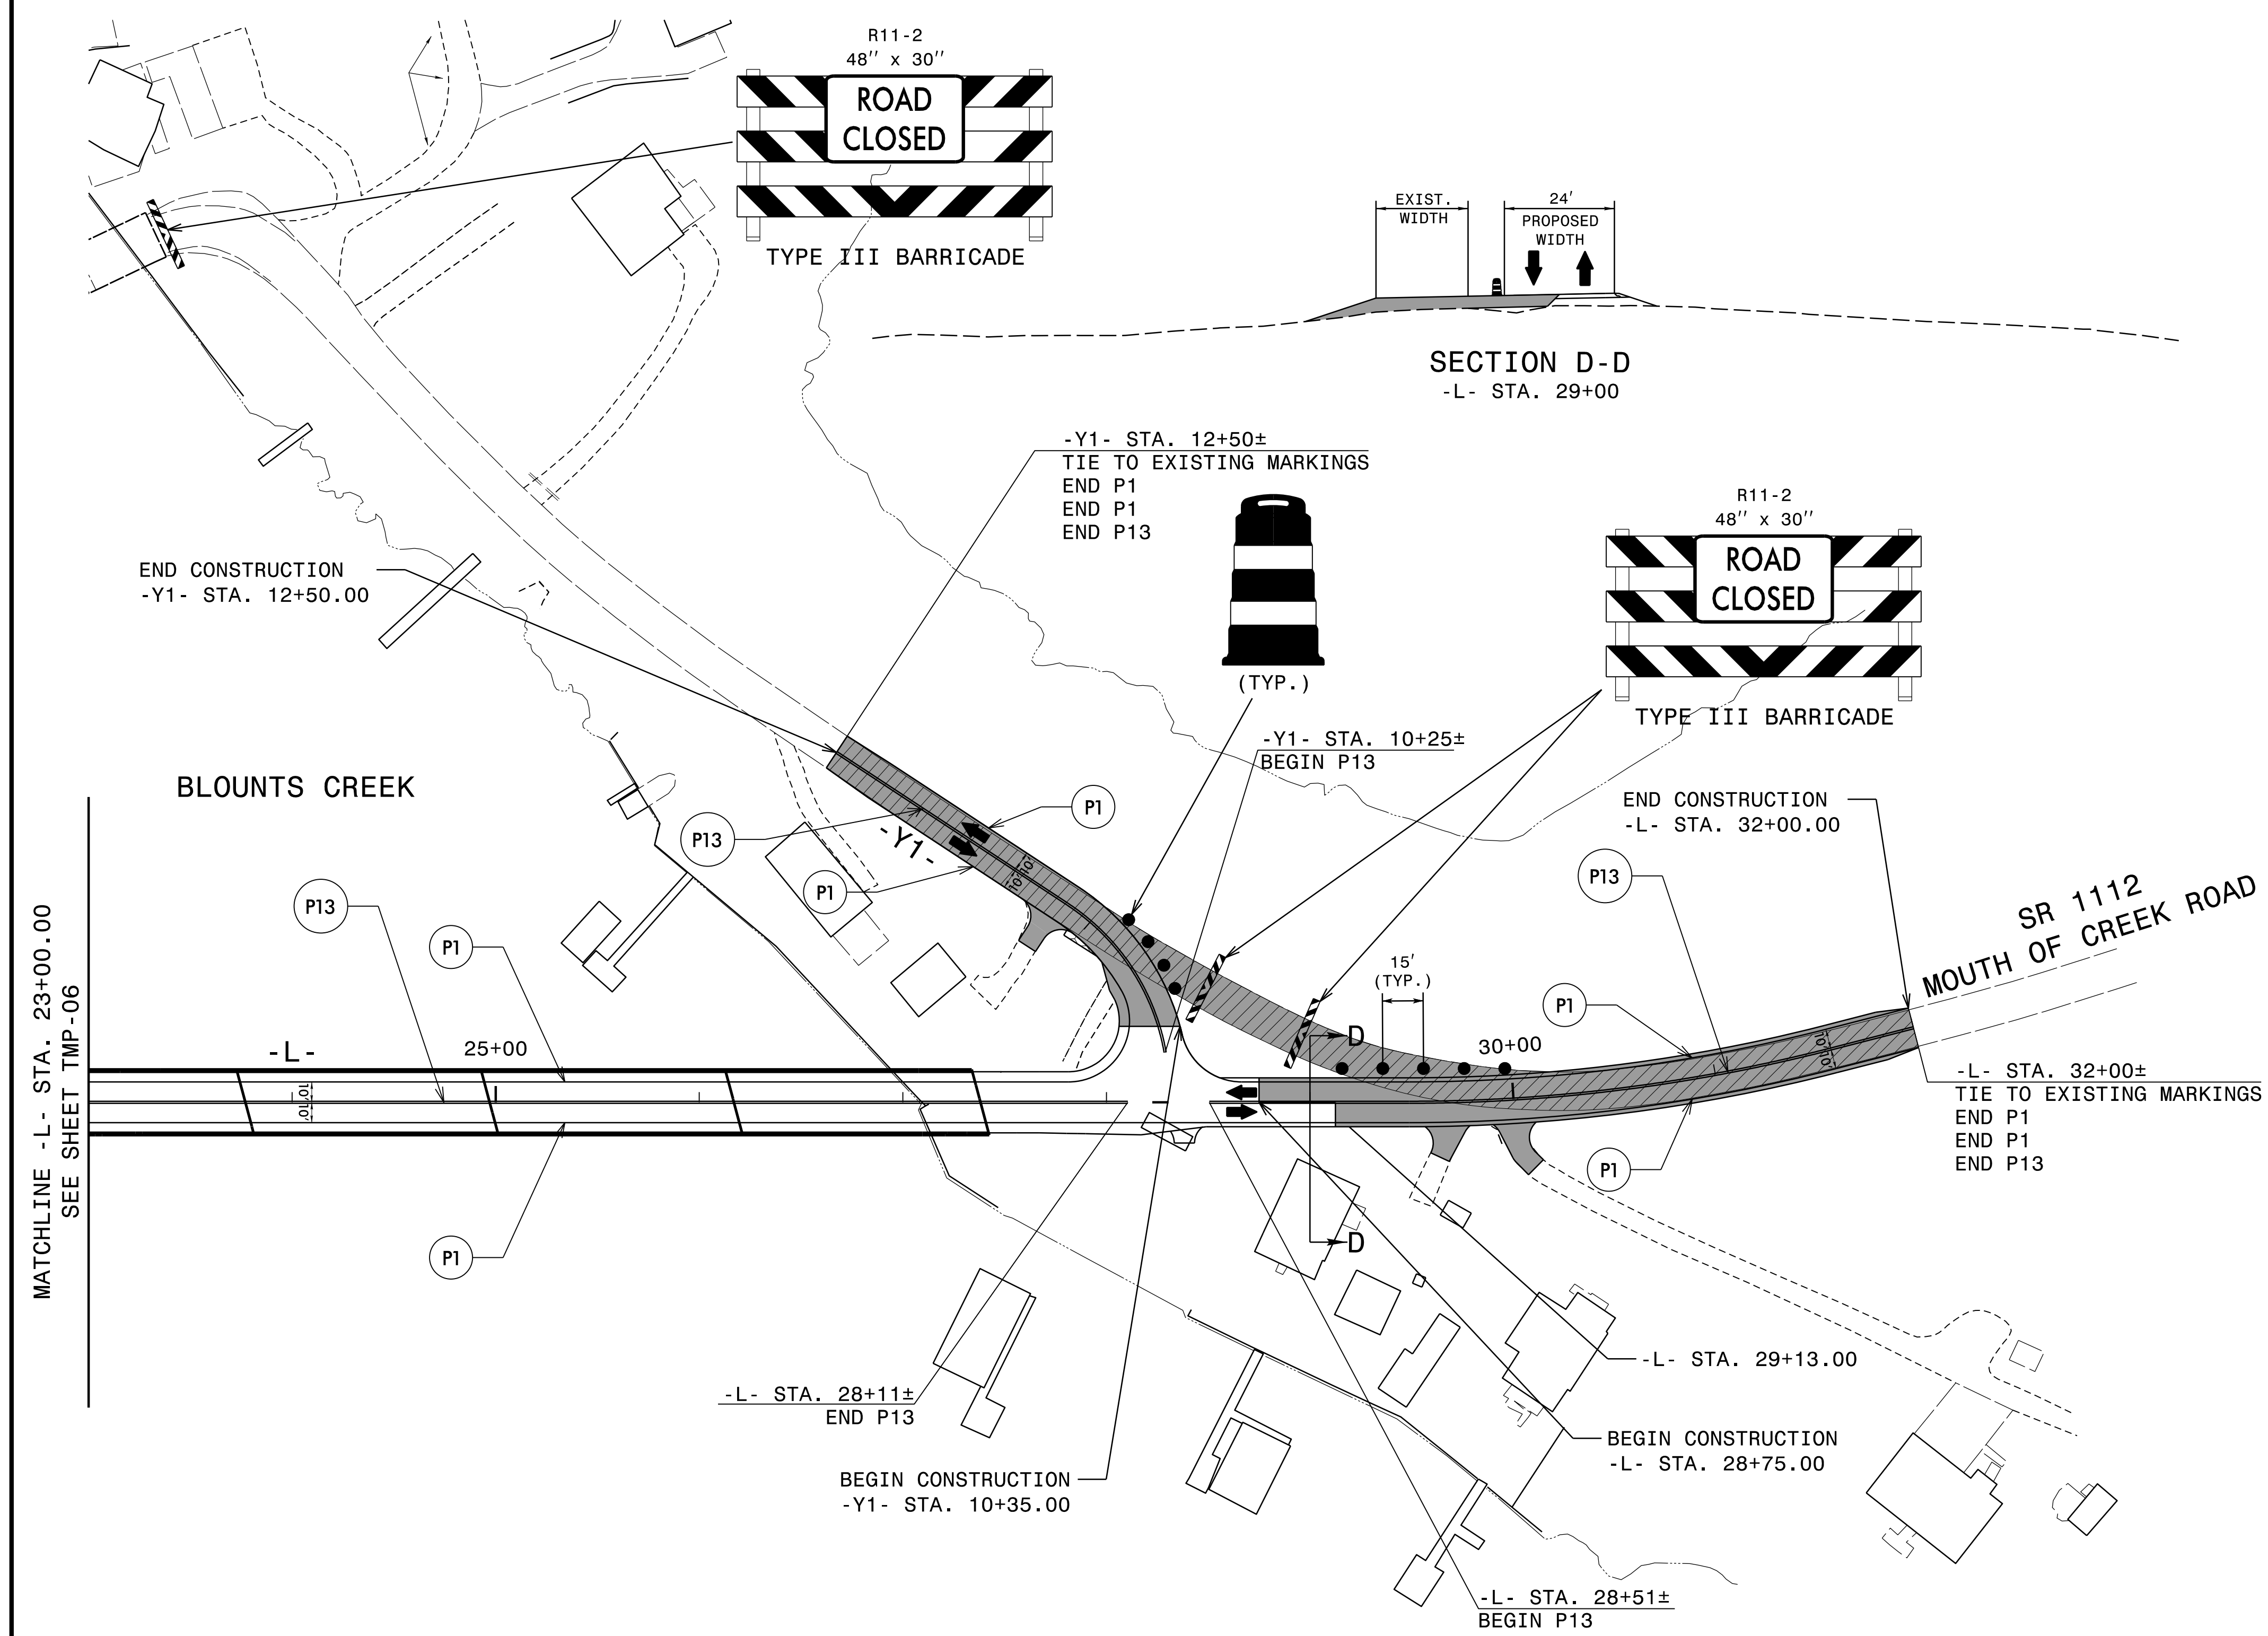 R11-2
48" x 30"
ROAD
CLOSED
TYPE III BARRICADE
EXIST.
WIDTH
24'
PROPOSED
WIDTH
SECTION D-D
-L- STA. 29+00
-Y1- STA. 12+50±
TIE TO EXISTING MARKINGS
END P1
END P1
END P13
R11-2
48" x 30"
ROAD
CLOSED
TYPE III BARRICADE
END CONSTRUCTION
-Y1- STA. 12+50.00
(TYP.)
-Y1- STA. 10+25±
BEGIN P13
BLOUNTS CREEK
END CONSTRUCTION
-L- STA. 32+00.00
P1
P13
-Y1-
P1
10'
10'
P13
P1
P13
P1
SR 1112
MOUTH OF CREEK ROAD
15'
(TYP.)
MATCHLINE -L- STA. 23+00.00
SEE SHEET TMP-06
-L-
25+00
D
30+00
10'
10'
10'
10'
-L- STA. 32+00±
TIE TO EXISTING MARKINGS
END P1
END P1
END P13
P1
P1
D
-L- STA. 29+13.00
-L- STA. 28+11±
END P13
BEGIN CONSTRUCTION
-L- STA. 28+75.00
BEGIN CONSTRUCTION
-Y1- STA. 10+35.00
-L- STA. 28+51±
BEGIN P13